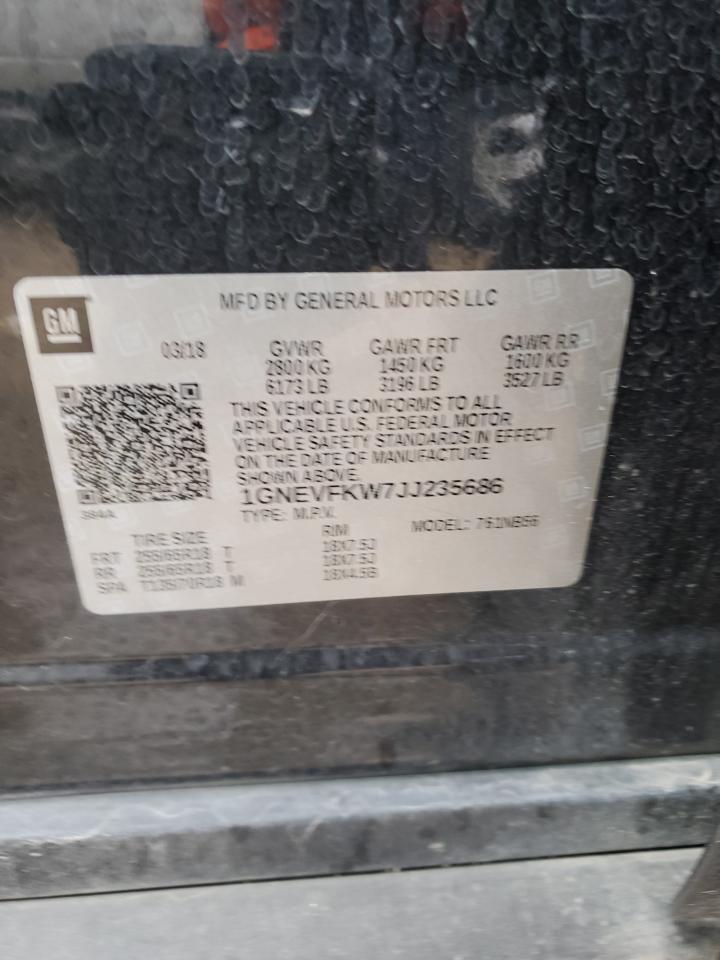 GM
MFD BY GENERAL MOTORS LLC
03/18 GVWR GAWR FRT GAWR RR
2800 KG 1450 KG 1600 KG
6173 LB 3196 LB 3527 LB
THIS VEHICLE CONFORMS TO ALL
APPLICABLE U.S. FEDERAL MOTOR
VEHICLE SAFETY STANDARDS IN EFFECT
ON THE DATE OF MANUFACTURE
SHOWN ABOVE.
1GNEVFKW7JJ235686
TYPE: M.P.V. MODEL:
TIRE SIZE RIM
FRT 255/65R18 T 18X7.5J
RR 255/65R18 T 18X7.5J
SPA T135/70R18 M 18X4.5B